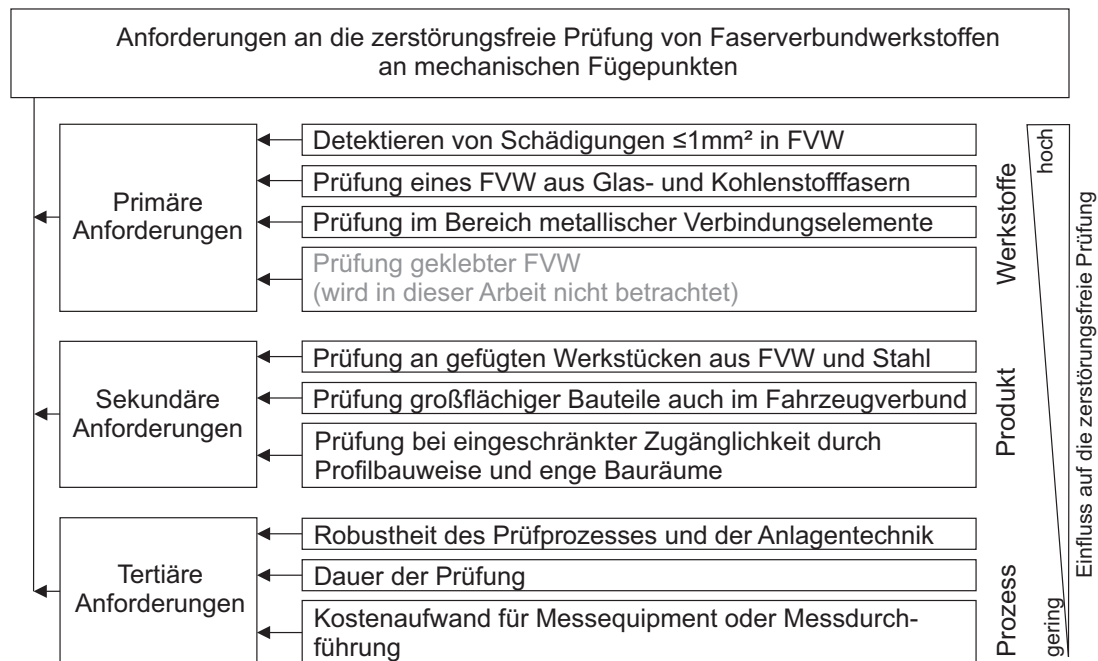 Anforderungen an die zerstörungsfreie Prüfung von Faserverbundwerkstoffen
an mechanischen Fügepunkten
Primäre
Anforderungen
Detektieren von Schädigungen ≤1mm² in FVW
Prüfung eines FVW aus Glas- und Kohlenstofffasern
Prüfung im Bereich metallischer Verbindungselemente
Prüfung geklebter FVW
(wird in dieser Arbeit nicht betrachtet)
Werkstoffe
Sekundäre
Anforderungen
Prüfung an gefügten Werkstücken aus FVW und Stahl
Prüfung großflächiger Bauteile auch im Fahrzeugverbund
Prüfung bei eingeschränkter Zugänglichkeit durch
Profilbauweise und enge Bauräume
Produkt
Tertiäre
Anforderungen
Robustheit des Prüfprozesses und der Anlagentechnik
Dauer der Prüfung
Kostenaufwand für Messequipment oder Messdurch-
führung
Prozess
hoch
gering
Einfluss auf die zerstörungsfreie Prüfung